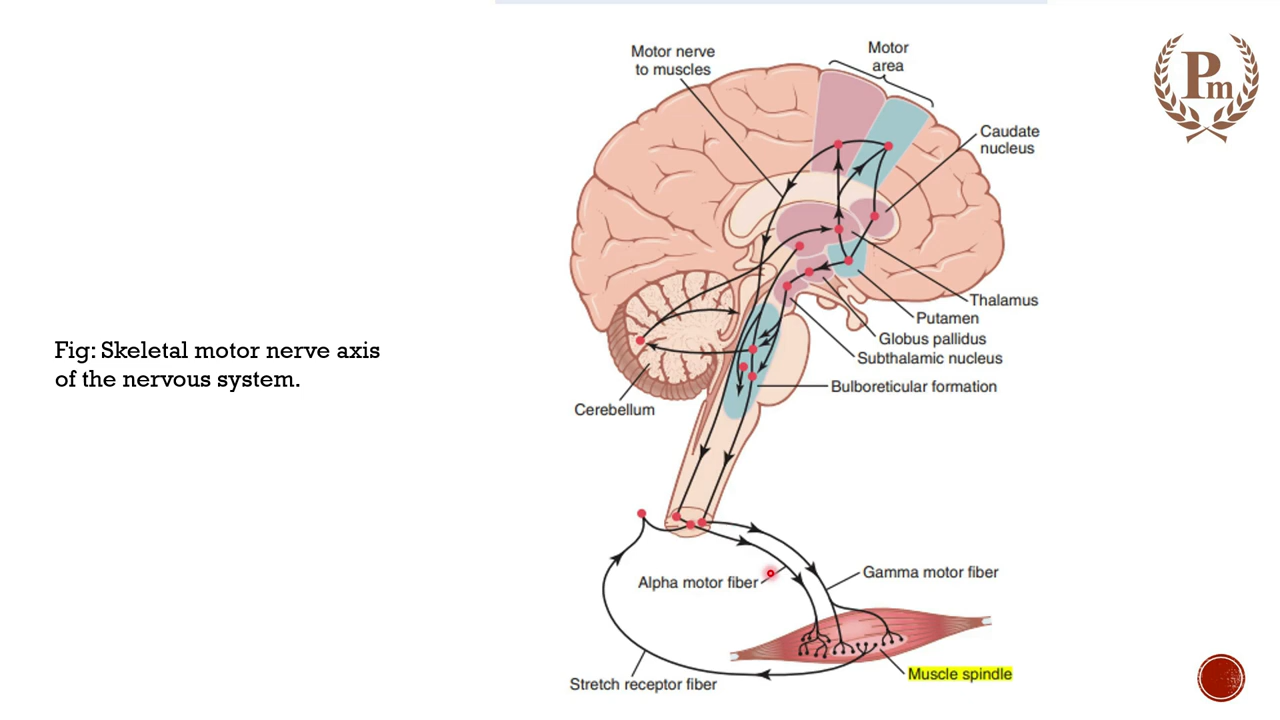 Motor nerve
to muscles
Motor
area
Pm
Caudate
nucleus
Thalamus
Putamen
Globus pallidus
Subthalamic nucleus
Bulboreticular formation
Fig: Skeletal motor nerve axis
of the nervous system.
Cerebellum
Alpha motor fiber
Gamma motor fiber
Muscle spindle
Stretch receptor fiber